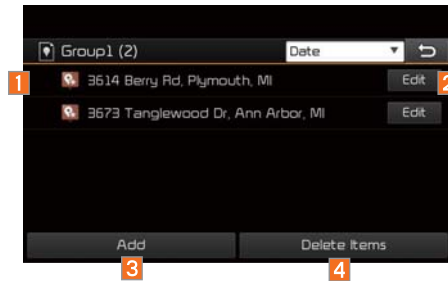 Group1 (2) Date
1 3614 Berry Rd, Plymouth, MI Edit 2
3673 Tanglewood Dr, Ann Arbor, MI Edit
Add Delete Items
3 4